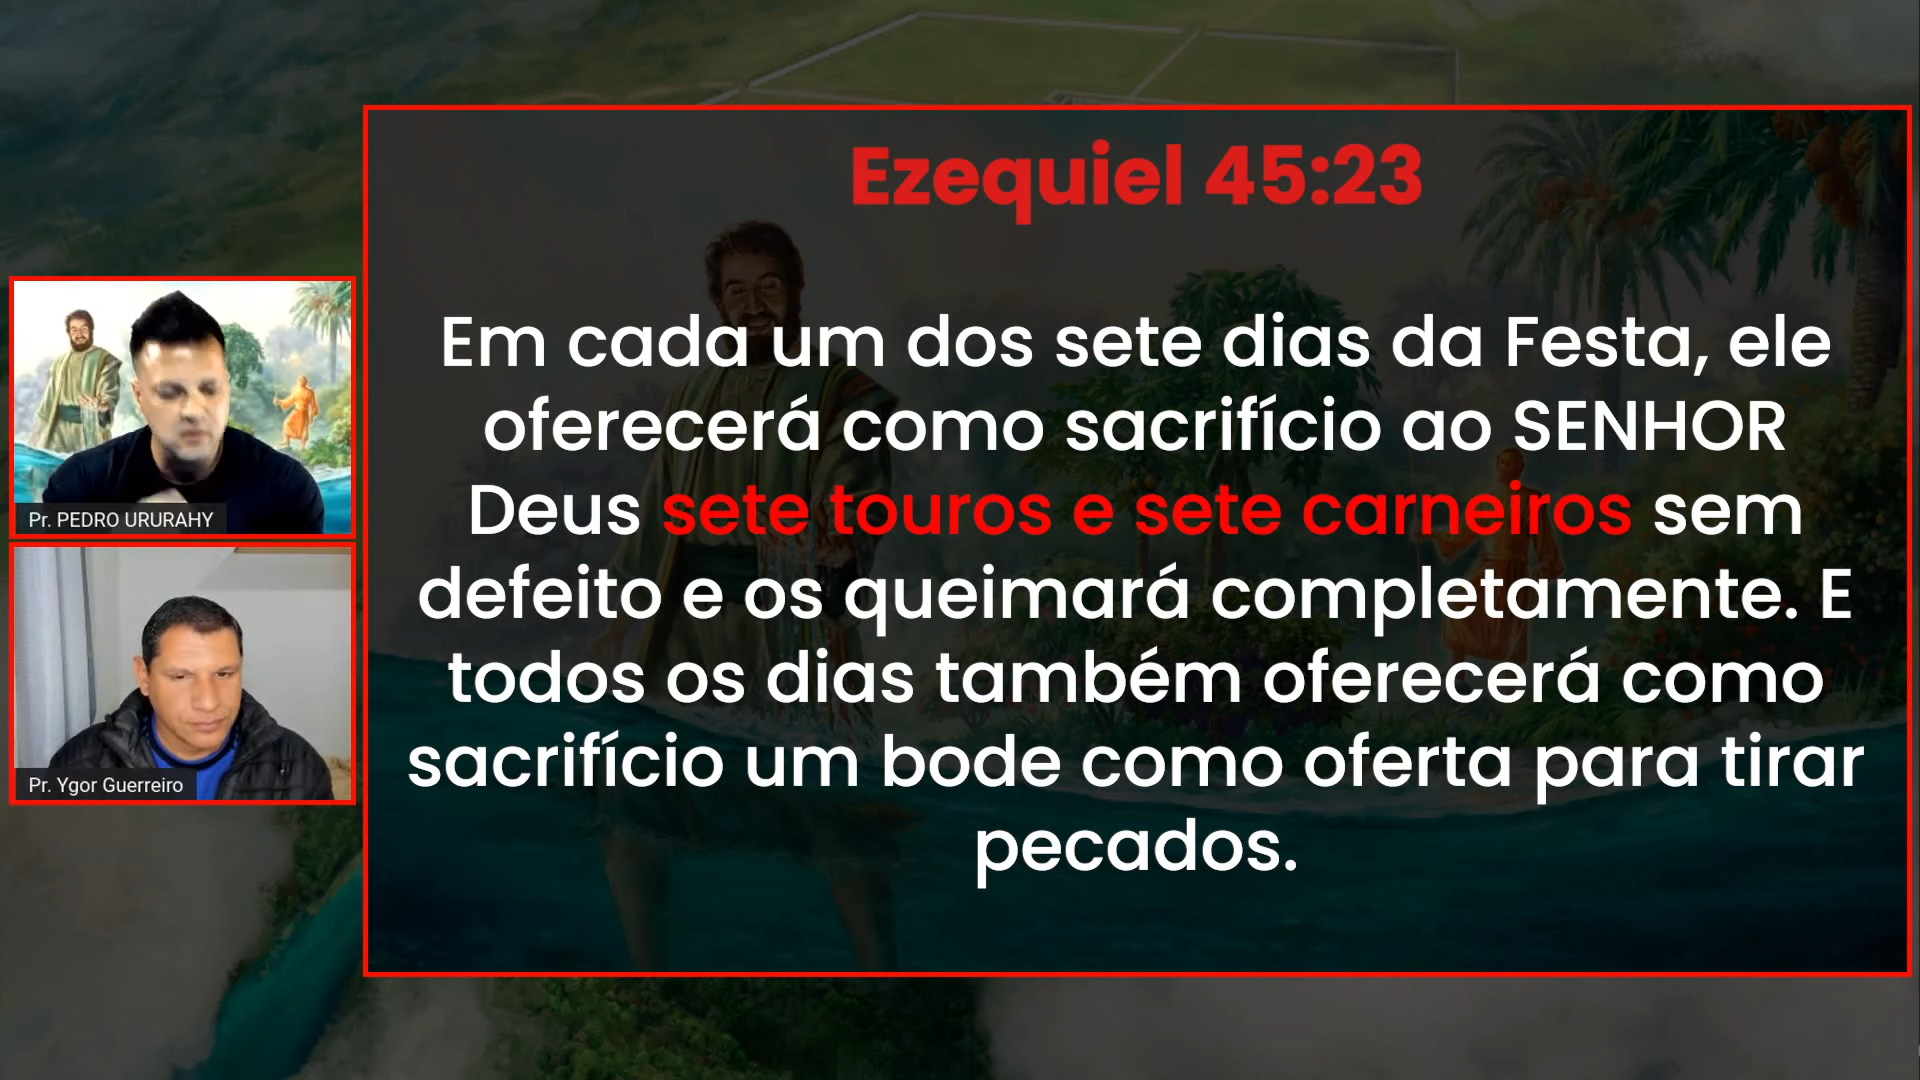 Ezequiel 45:23
Em cada um dos sete dias da Festa, ele
oferecerá como sacrifício ao SENHOR
Deus sete touros e sete carneiros sem
defeito e os queimará completamente. E
todos os dias também oferecerá como
sacrifício um bode como oferta para tirar
pecados.
Pr. PEDRO URURAHY
Pr. Ygor Guerreiro